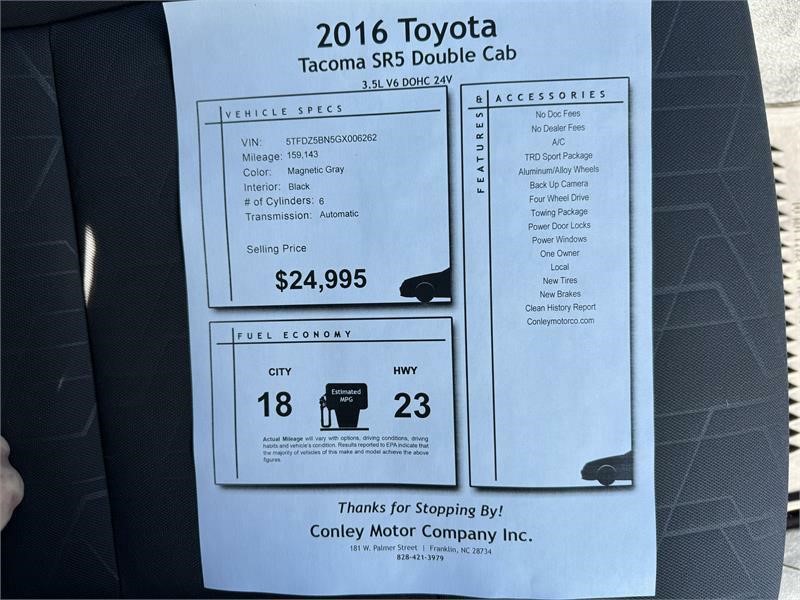 2016 Toyota
Tacoma SR5 Double Cab
3.5L V6 DOHC 24V
VEHICLE SPECS
VIN: 5TFDZ5BN5GX006262
Mileage: 159,143
Color: Magnetic Gray
Interior: Black
# of Cylinders: 6
Transmission: Automatic
Selling Price
$24,995
FUEL ECONOMY
CITY
18
Estimated
MPG
HWY
23
Actual Mileage will vary with options, driving conditions, driving
habits and vehicle's condition. Results reported to EPA indicate that
the majority of vehicles of this make and model achieve the above
figures.
FEATURES & ACCESSORIES
No Doc Fees
No Dealer Fees
A/C
TRD Sport Package
Aluminum/Alloy Wheels
Back Up Camera
Four Wheel Drive
Towing Package
Power Door Locks
Power Windows
One Owner
Local
New Tires
New Brakes
Clean History Report
Conleymotorco.com
Thanks for Stopping By!
Conley Motor Company Inc.
181 W. Palmer Street | Franklin, NC 28734
828-421-3979